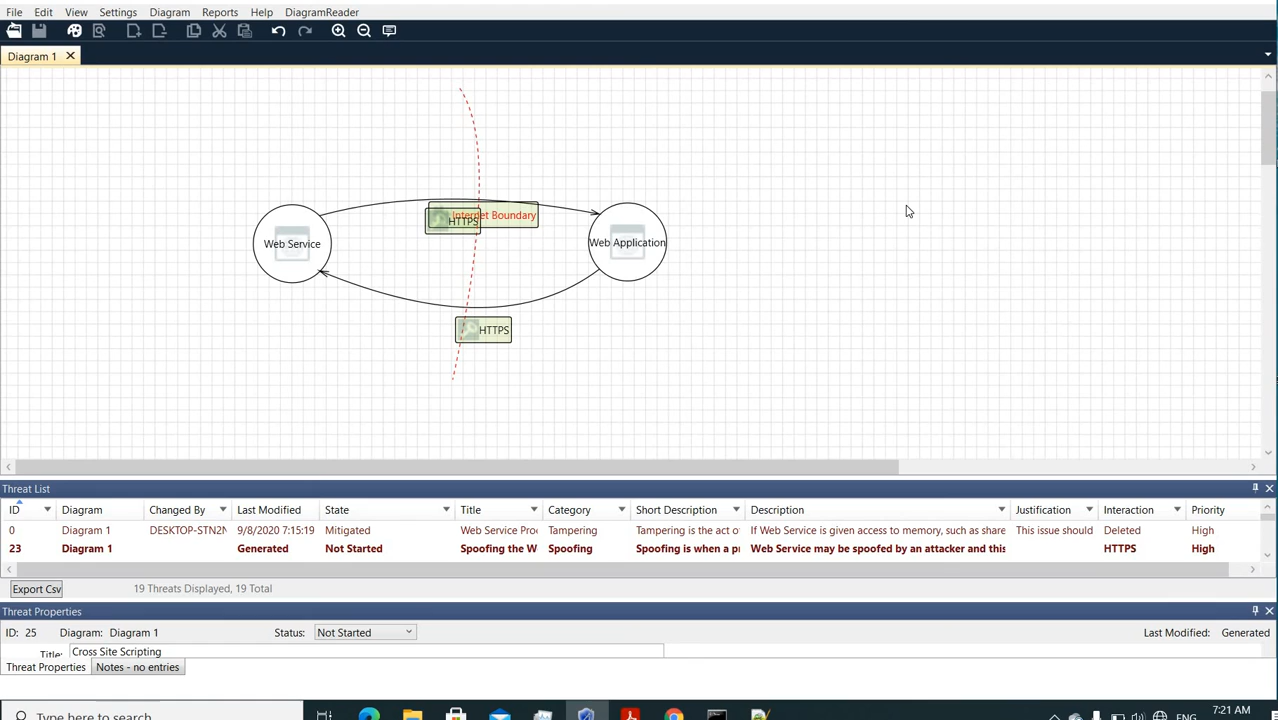 File Edit View Settings Diagram Reports Help DiagramReader
Diagram 1
Internet Boundary
HTTPS
Web Service
Web Application
HTTPS
Threat List
ID Diagram Changed By Last Modified State Title Category Short Description Description Justification Interaction Priority
0 Diagram 1 DESKTOP-STN2N 9/8/2020 7:15:19 Mitigated Web Service Pro Tampering Tampering is the act of If Web Service is given access to memory, such as share This issue should Deleted High
23 Diagram 1 Generated Not Started Spoofing the W Spoofing Spoofing is when a pr Web Service may be spoofed by an attacker and this HTTPS High
Export Csv 19 Threats Displayed, 19 Total
Threat Properties
ID: 25 Diagram: Diagram 1 Status: Not Started Last Modified: Generated
Title: Cross Site Scripting
Threat Properties Notes - no entries
Type here to search ENG 7:21 AM